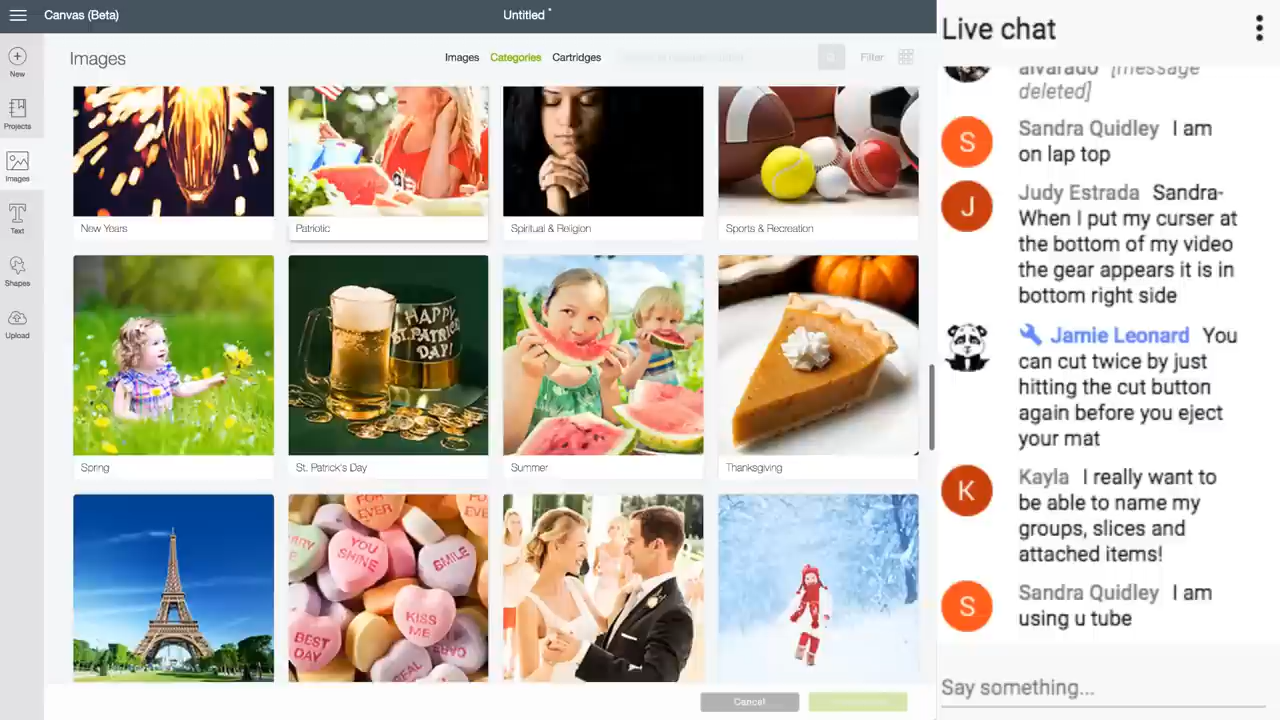 Canvas (Beta)
Untitled *
New
Projects
Images
Text
Shapes
Upload
Images
Images
Categories
Cartridges
Filter
New Years
Patriotic
Spiritual & Religion
Sports & Recreation
HAPPY
ST. PATRICK'S
DAY!
Spring
St. Patrick's Day
Summer
Thanksgiving
FOR
EVER
YOU
SHINE
SMILE
KISS
ME
BEST
DAY
REAL
Cancel
Live chat
alvarado [message
deleted]
S
Sandra Quidley I am
on lap top
J
Judy Estrada Sandra-
When I put my curser at
the bottom of my video
the gear appears it is in
bottom right side
Jamie Leonard You
can cut twice by just
hitting the cut button
again before you eject
your mat
K
Kayla I really want to
be able to name my
groups, slices and
attached items!
S
Sandra Quidley I am
using u tube
Say something...